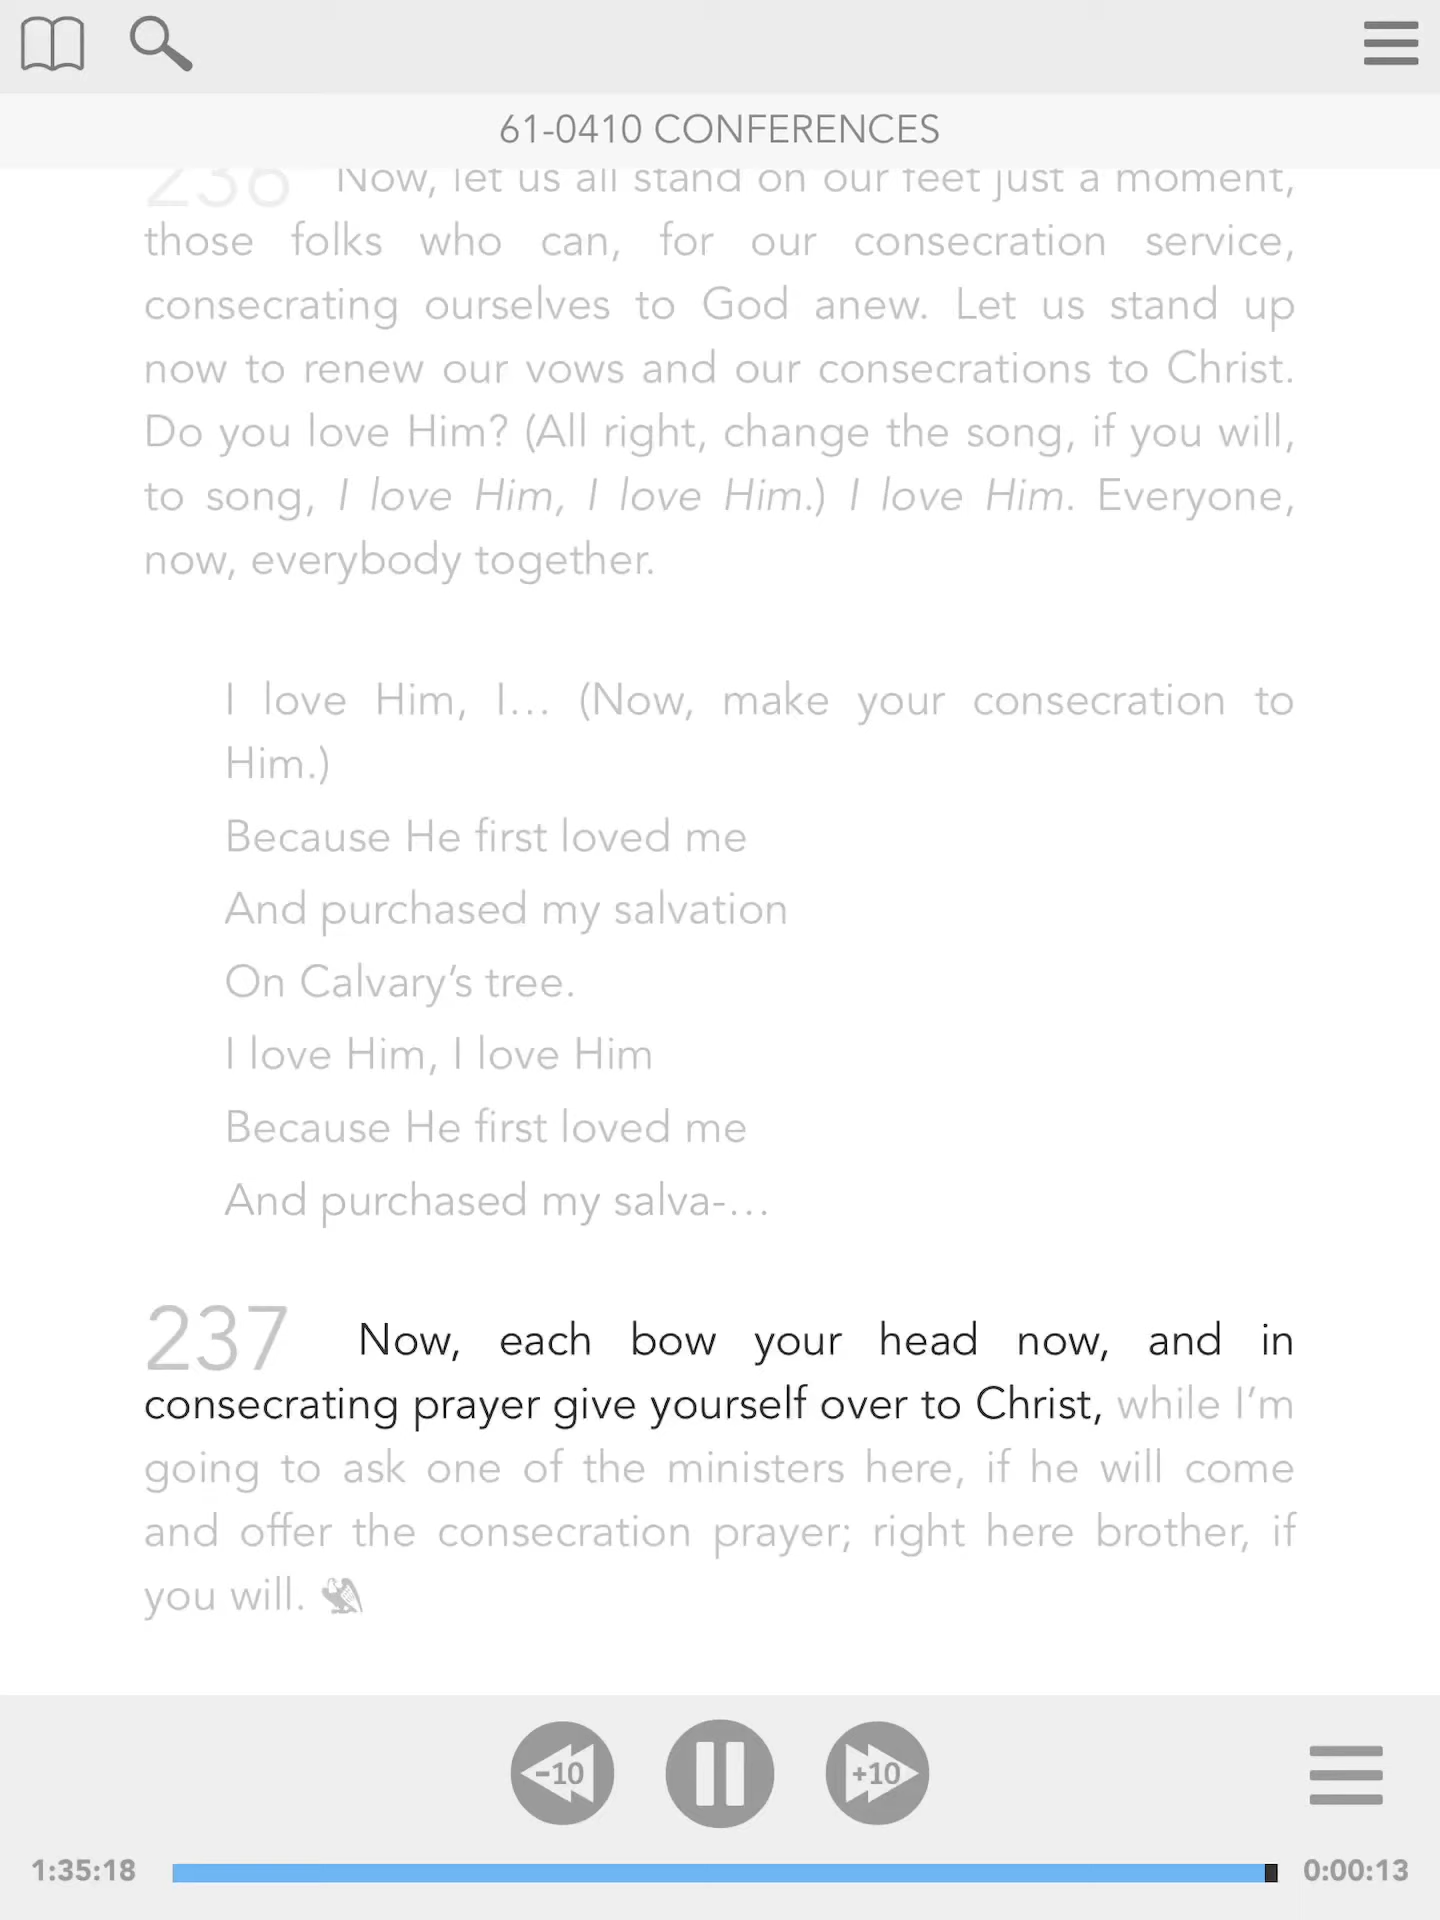 61-0410 CONFERENCES
236 Now, let us all stand on our feet just a moment,
those folks who can, for our consecration service,
consecrating ourselves to God anew. Let us stand up
now to renew our vows and our consecrations to Christ.
Do you love Him? (All right, change the song, if you will,
to song, I love Him, I love Him.) I love Him. Everyone,
now, everybody together.
I love Him, I… (Now, make your consecration to
Him.)
Because He first loved me
And purchased my salvation
On Calvary’s tree.
I love Him, I love Him
Because He first loved me
And purchased my salva-…
237 Now, each bow your head now, and in
consecrating prayer give yourself over to Christ, while I’m
going to ask one of the ministers here, if he will come
and offer the consecration prayer; right here brother, if
you will.
-10 +10
1:35:18 0:00:13